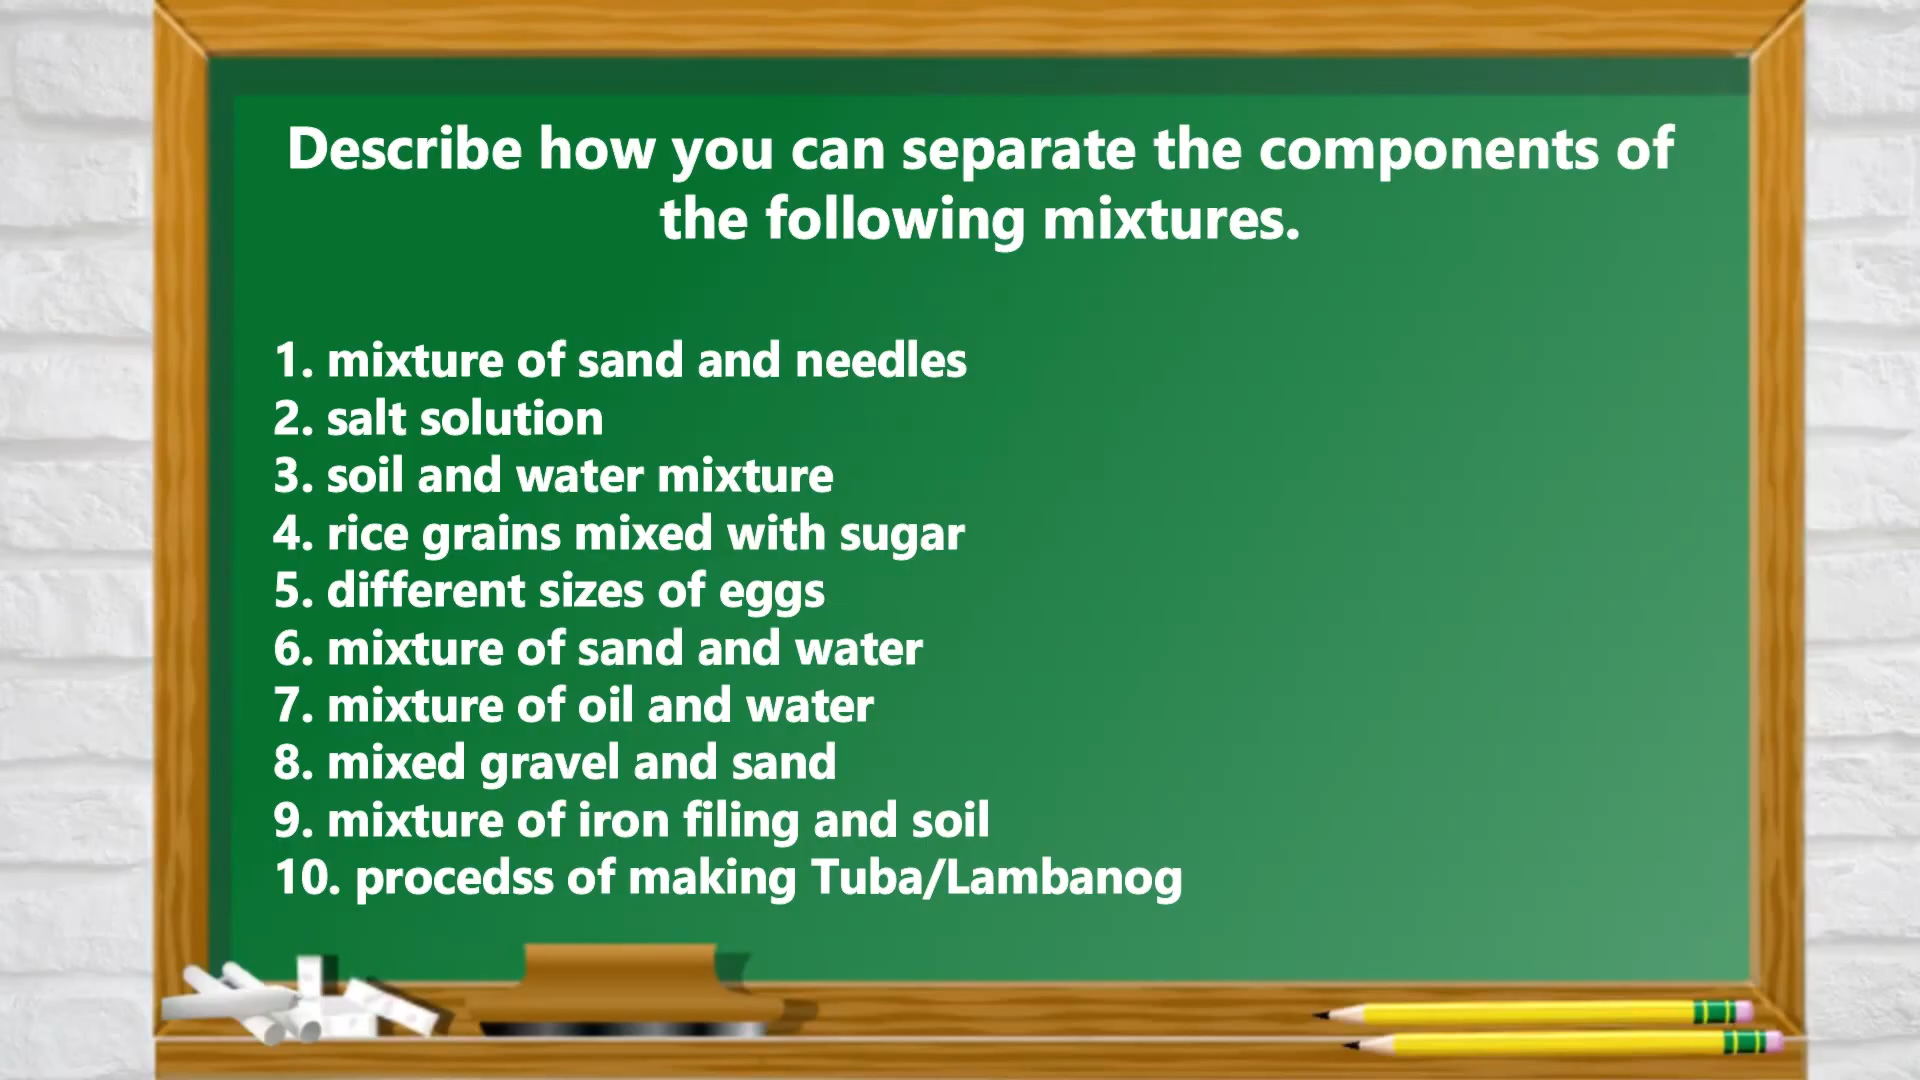 Describe how you can separate the components of
the following mixtures.
1. mixture of sand and needles
2. salt solution
3. soil and water mixture
4. rice grains mixed with sugar
5. different sizes of eggs
6. mixture of sand and water
7. mixture of oil and water
8. mixed gravel and sand
9. mixture of iron filing and soil
10. procedss of making Tuba/Lambanog